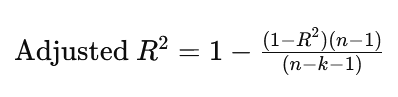 Adjusted R² = 1 − (1−R²)(n−1) / (n−k−1)